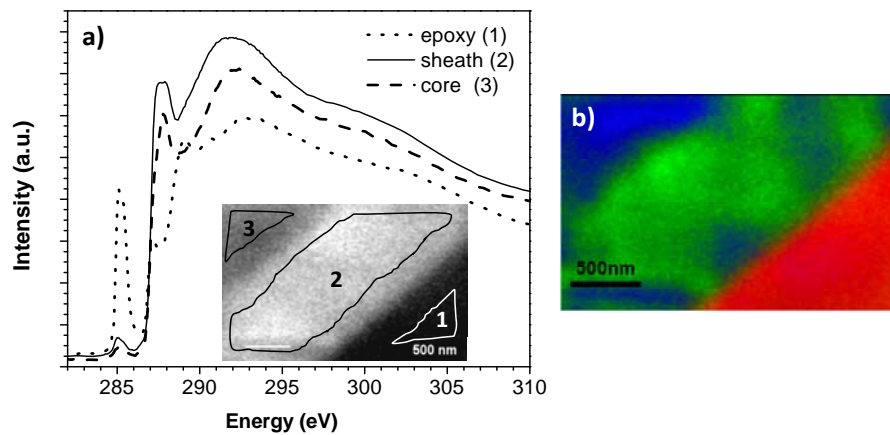 a)
epoxy (1)
sheath (2)
core (3)
Intensity (a.u.)
3
2
1
500 nm
285 290 295 300 305 310
Energy (eV)
b)
500nm